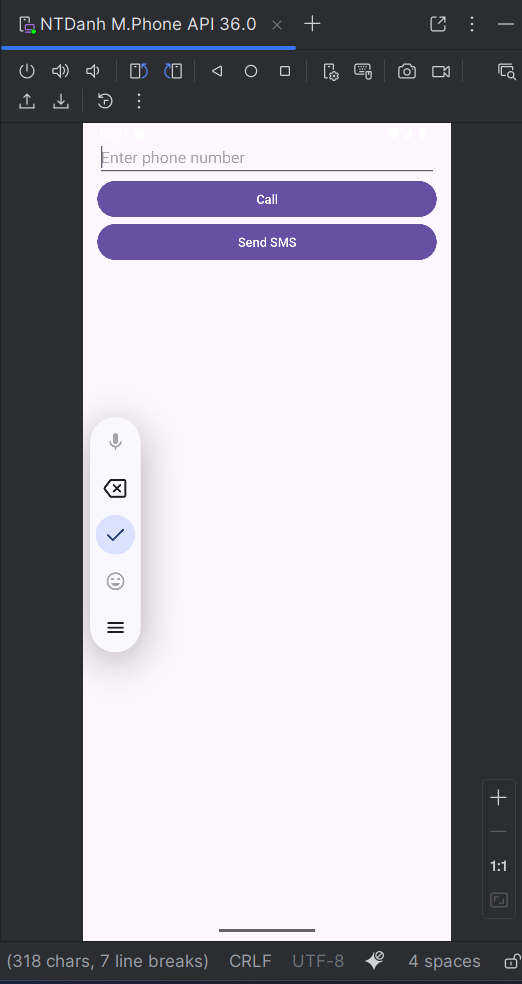 NTDanh M.Phone API 36.0
Enter phone number
Call
Send SMS
1:1
(318 chars, 7 line breaks) CRLF UTF-8 4 spaces